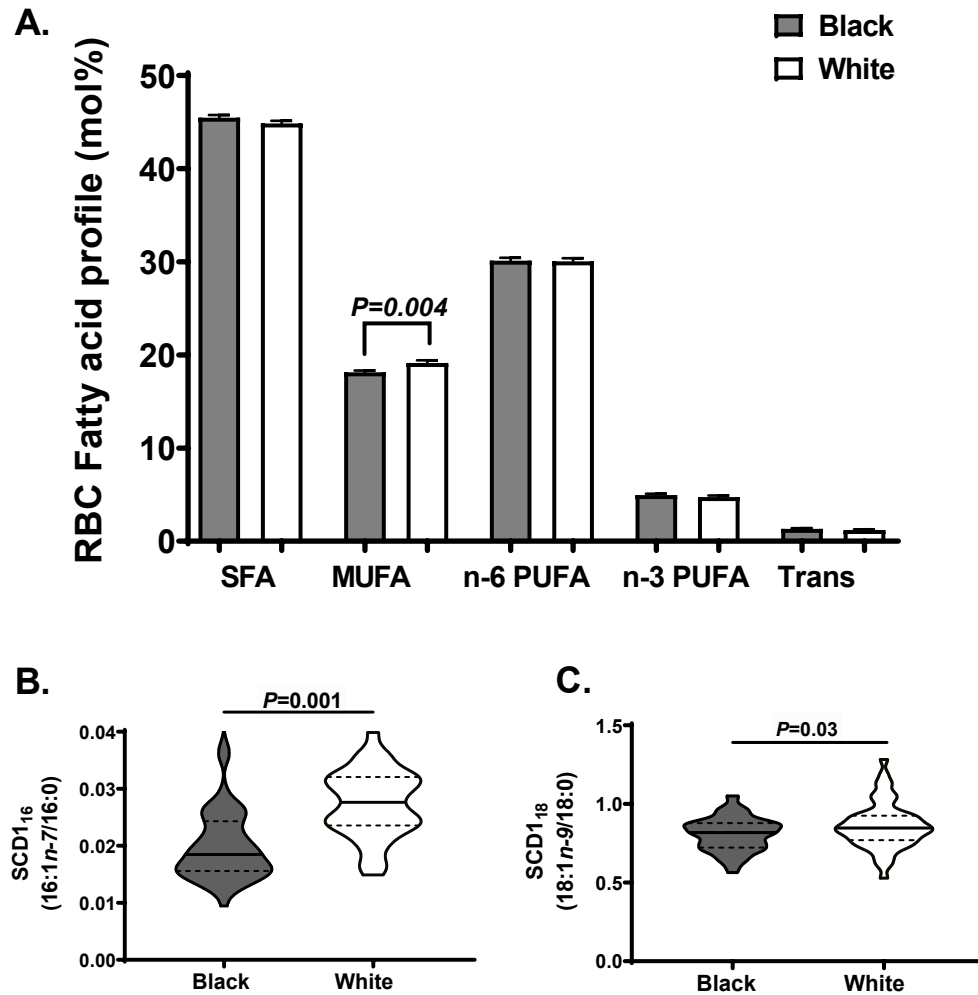 A.
Black
White
RBC Fatty acid profile (mol%)
50
40
30
20
10
0
P=0.004
SFA MUFA n-6 PUFA n-3 PUFA Trans
B.
P=0.001
SCD1₁₆
(16:1n-7/16:0)
0.04
0.03
0.02
0.01
0.00
Black White
C.
P=0.03
SCD1₁₈
(18:1n-9/18:0)
1.5
1.0
0.5
0.0
Black White